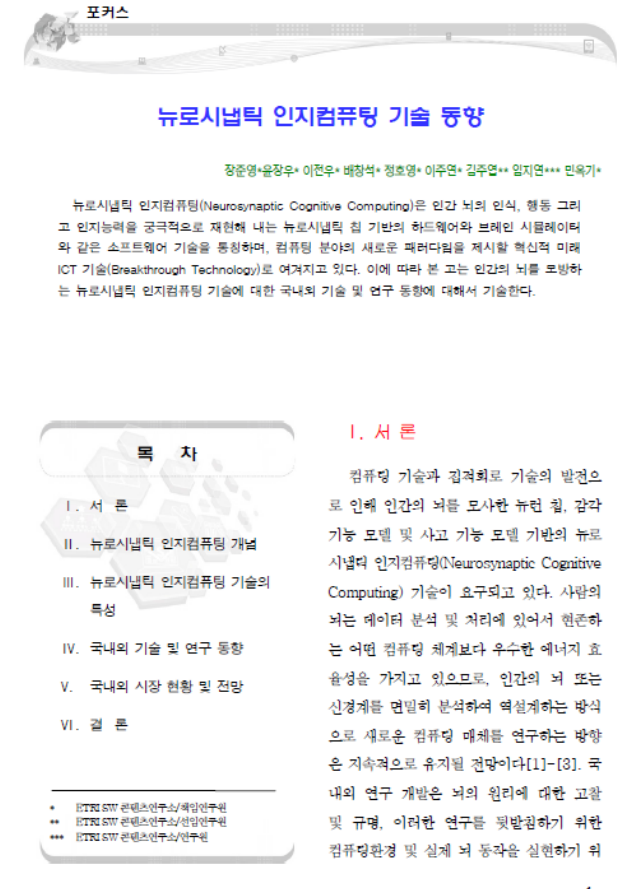 포커스
뉴로시냅틱 인지컴퓨팅 기술 동향
장준영*윤장우* 이전우* 배창석* 정호영* 이주연* 김주엽** 임지연*** 민옥기*
뉴로시냅틱 인지컴퓨팅(Neurosynaptic Cognitive Computing)은 인간 뇌의 인식, 행동 그리
고 인지능력을 궁극적으로 재현해 내는 뉴로시냅틱 칩 기반의 하드웨어와 브레인 시뮬레이터
와 같은 소프트웨어 기술을 통칭하며, 컴퓨팅 분야의 새로운 패러다임을 제시할 혁신적 미래
ICT 기술(Breakthrough Technology)로 여겨지고 있다. 이에 따라 본 고는 인간의 뇌를 모방하
는 뉴로시냅틱 인지컴퓨팅 기술에 대한 국내외 기술 및 연구 동향에 대해서 기술한다.
목 차
I. 서 론
II. 뉴로시냅틱 인지컴퓨팅 개념
III. 뉴로시냅틱 인지컴퓨팅 기술의
특성
IV. 국내외 기술 및 연구 동향
V. 국내외 시장 현황 및 전망
VI. 결 론
* ETRI SW 콘텐츠연구소/책임연구원
** ETRI SW 콘텐츠연구소/선임연구원
*** ETRI SW 콘텐츠연구소/연구원
I. 서 론
컴퓨팅 기술과 집적회로 기술의 발전으
로 인해 인간의 뇌를 모사한 뉴런 칩, 감각
기능 모델 및 사고 기능 모델 기반의 뉴로
시냅틱 인지컴퓨팅(Neurosynaptic Cognitive
Computing) 기술이 요구되고 있다. 사람의
뇌는 데이터 분석 및 처리에 있어서 현존하
는 어떤 컴퓨팅 체계보다 우수한 에너지 효
율성을 가지고 있으므로, 인간의 뇌 또는
신경계를 면밀히 분석하여 역설계하는 방식
으로 새로운 컴퓨팅 매체를 연구하는 방향
은 지속적으로 유지될 전망이다[1]-[3]. 국
내외 연구 개발은 뇌의 원리에 대한 고찰
및 규명, 이러한 연구를 뒷받침하기 위한
컴퓨팅환경 및 실제 뇌 동작을 실현하기 위